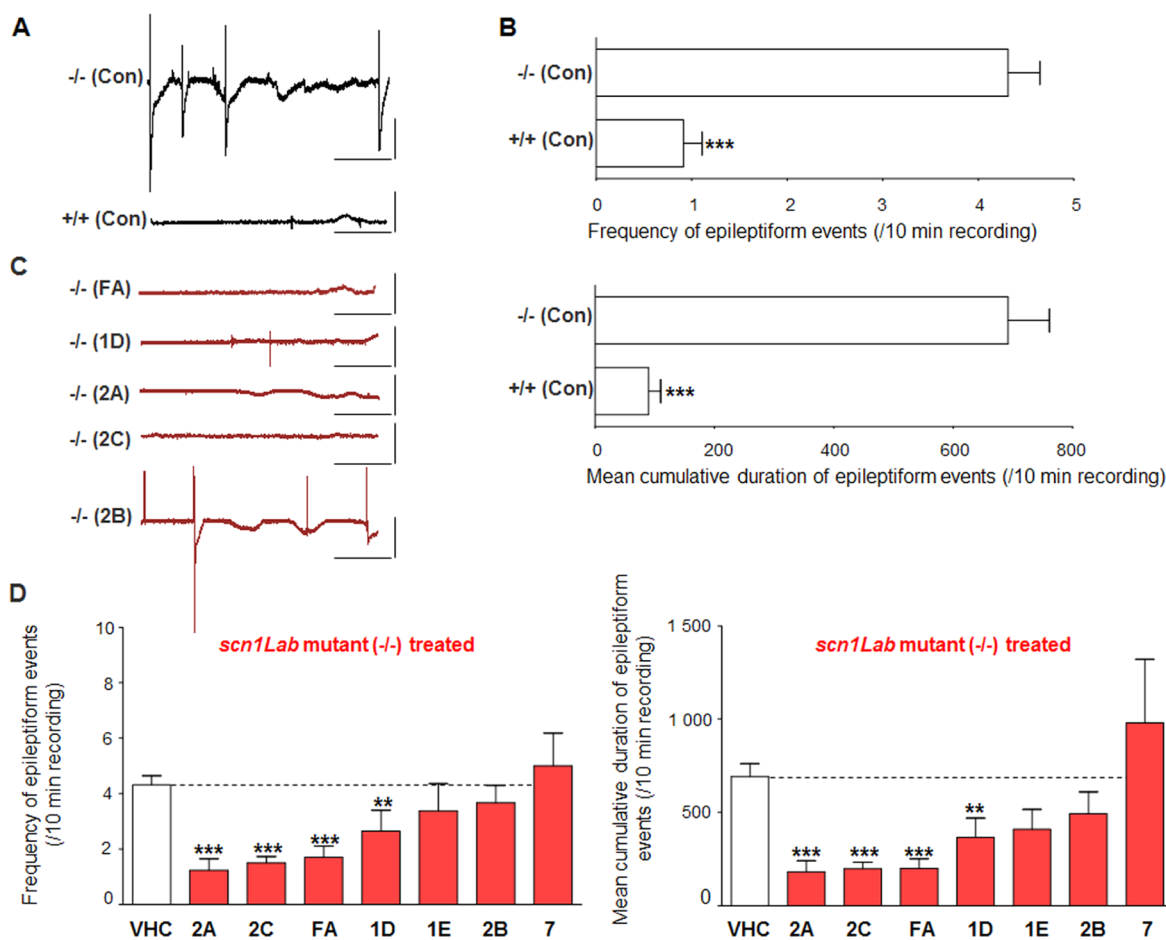 A
-/- (Con)
+/+ (Con)
B
-/- (Con)
+/+ (Con)
***
0 1 2 3 4 5
Frequency of epileptiform events (/10 min recording)
-/- (Con)
+/+ (Con)
***
0 200 400 600 800
Mean cumulative duration of epileptiform events (/10 min recording)
C
-/- (FA)
-/- (1D)
-/- (2A)
-/- (2C)
-/- (2B)
D
Frequency of epileptiform events
(/10 min recording)
10
8
6
4
2
0
scn1Lab mutant (-/-) treated
*** *** *** **
VHC 2A 2C FA 1D 1E 2B 7
Mean cumulative duration of epileptiform
events (/10 min recording)
1 500
1 000
500
0
scn1Lab mutant (-/-) treated
*** *** *** **
VHC 2A 2C FA 1D 1E 2B 7